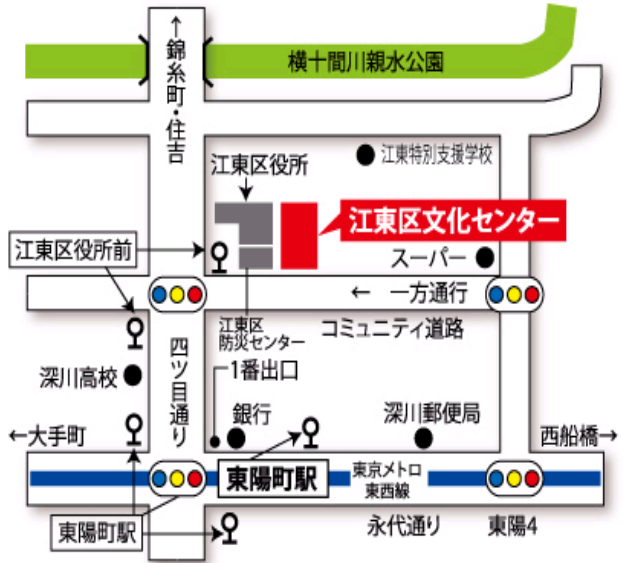 ↑錦糸町・住吉
横十間川親水公園
江東特別支援学校
江東区役所
江東区文化センター
江東区役所前
スーパー
← 一方通行
江東区
防災センター
コミュニティ道路
四ツ目通り
1番出口
深川高校
銀行
深川郵便局
←大手町
西船橋→
東陽町駅
東京メトロ
東西線
東陽町駅
永代通り
東陽4